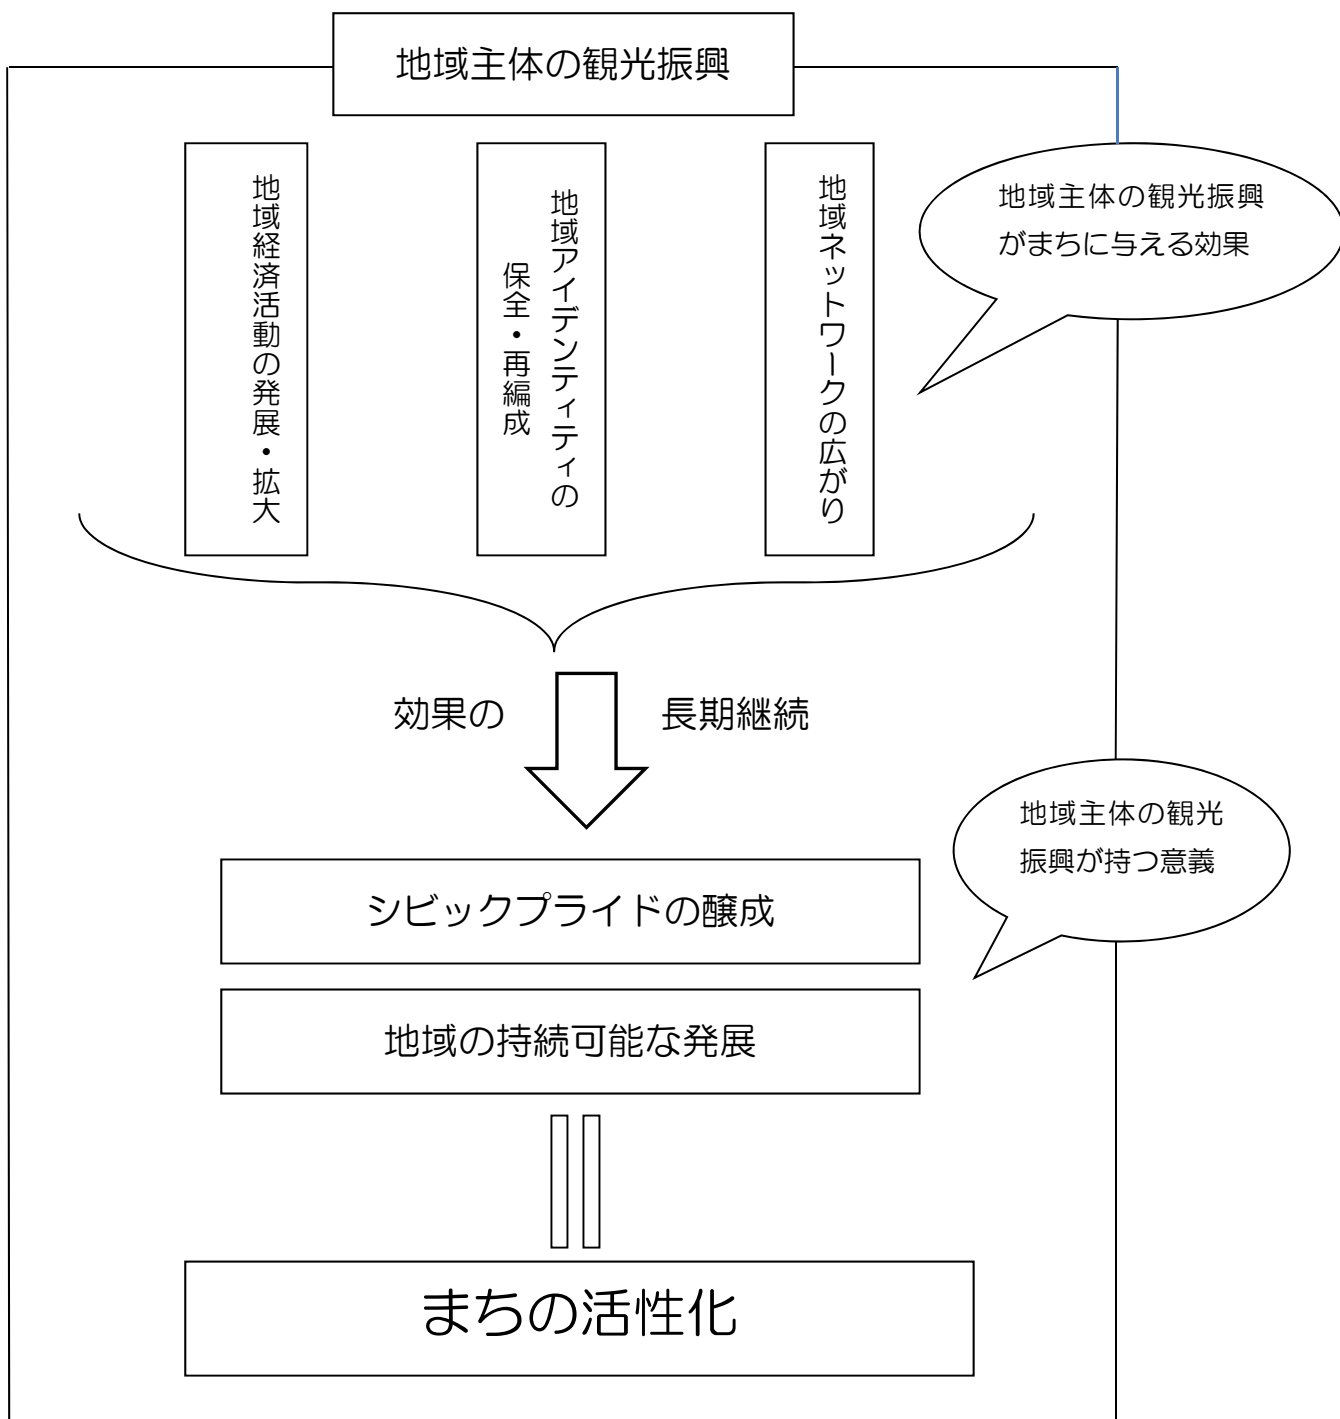 地域主体の観光振興
地域経済活動の発展・拡大
地域アイデンティティの
保全・再編成
地域ネットワークの広がり
地域主体の観光振興
がまちに与える効果
効果の 長期継続
地域主体の観光
振興が持つ意義
シビックプライドの醸成
地域の持続可能な発展
まちの活性化